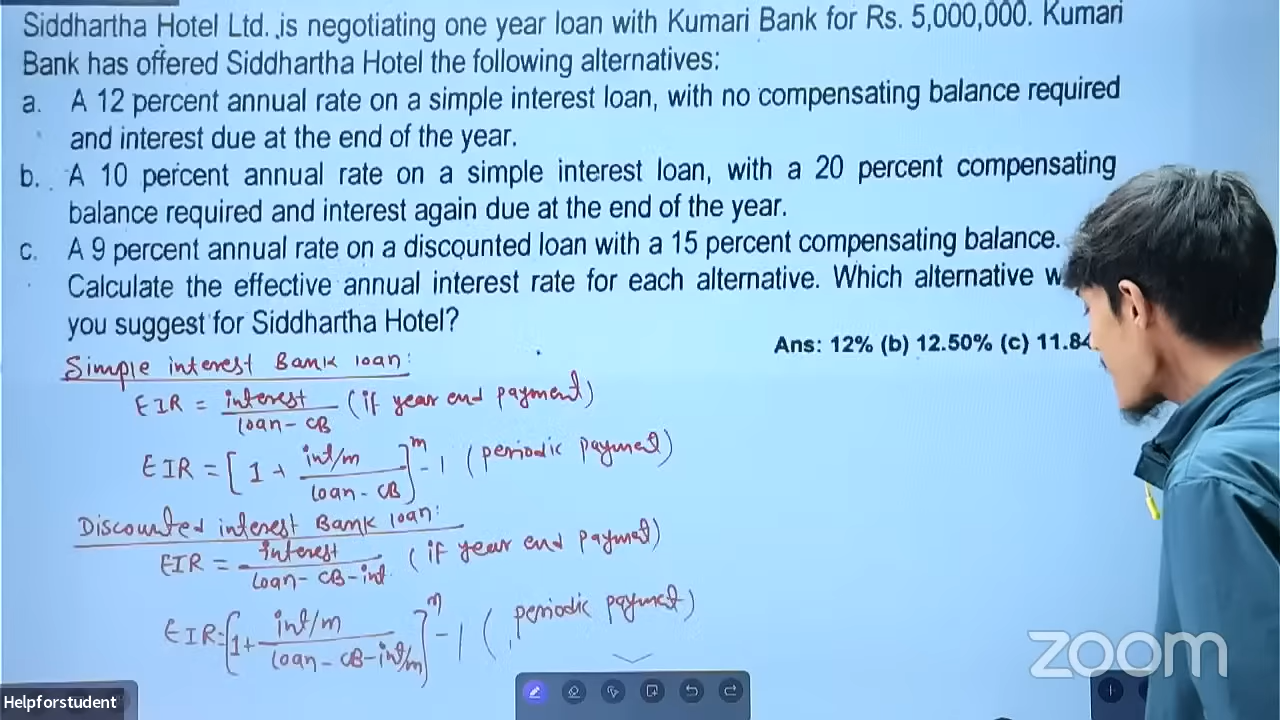 Siddhartha Hotel Ltd. is negotiating one year loan with Kumari Bank for Rs. 5,000,000. Kumari
Bank has offered Siddhartha Hotel the following alternatives:
a. A 12 percent annual rate on a simple interest loan, with no compensating balance required
and interest due at the end of the year.
b. A 10 percent annual rate on a simple interest loan, with a 20 percent compensating
balance required and interest again due at the end of the year.
c. A 9 percent annual rate on a discounted loan with a 15 percent compensating balance.
Calculate the effective annual interest rate for each alternative. Which alternative
you suggest for Siddhartha Hotel?
Ans: 12% (b) 12.50% (c) 11.84
Simple interest Bank loan:
EIR = interest / loan - CB (if year end payment)
EIR = [1 + int/m / loan - CB]^m - 1 (periodic payment)
Discounted interest Bank loan:
EIR = interest / loan - CB - int. (if year end payment)
EIR = [1 + int/m / loan - CB - int/m]^m - 1 (periodic payment)
zoom
Helpforstudent